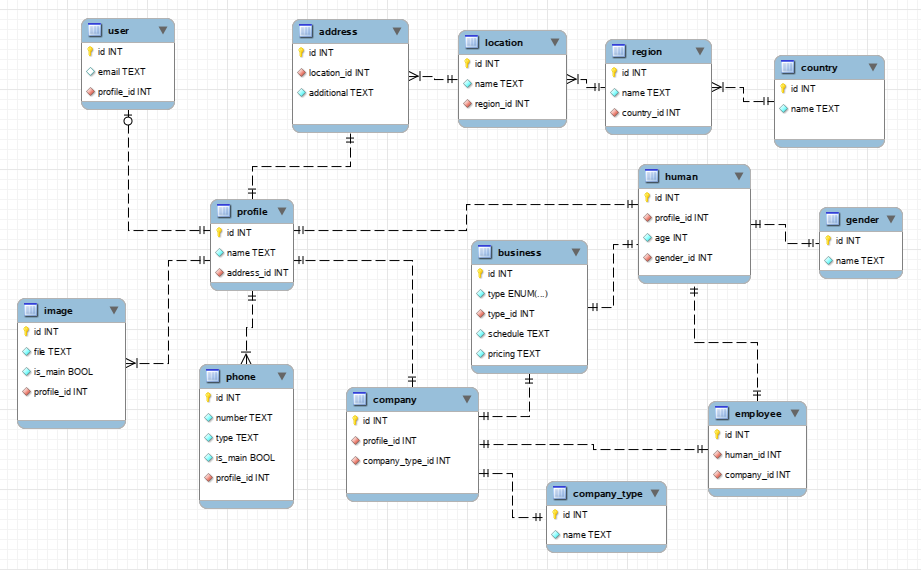 user
id INT
email TEXT
profile_id INT
address
id INT
location_id INT
additional TEXT
location
id INT
name TEXT
region_id INT
region
id INT
name TEXT
country_id INT
country
id INT
name TEXT
profile
id INT
name TEXT
address_id INT
human
id INT
profile_id INT
age INT
gender_id INT
gender
id INT
name TEXT
business
id INT
type ENUM(...)
type_id INT
schedule TEXT
pricing TEXT
image
id INT
file TEXT
is_main BOOL
profile_id INT
phone
id INT
number TEXT
type TEXT
is_main BOOL
profile_id INT
company
id INT
profile_id INT
company_type_id INT
employee
id INT
human_id INT
company_id INT
company_type
id INT
name TEXT